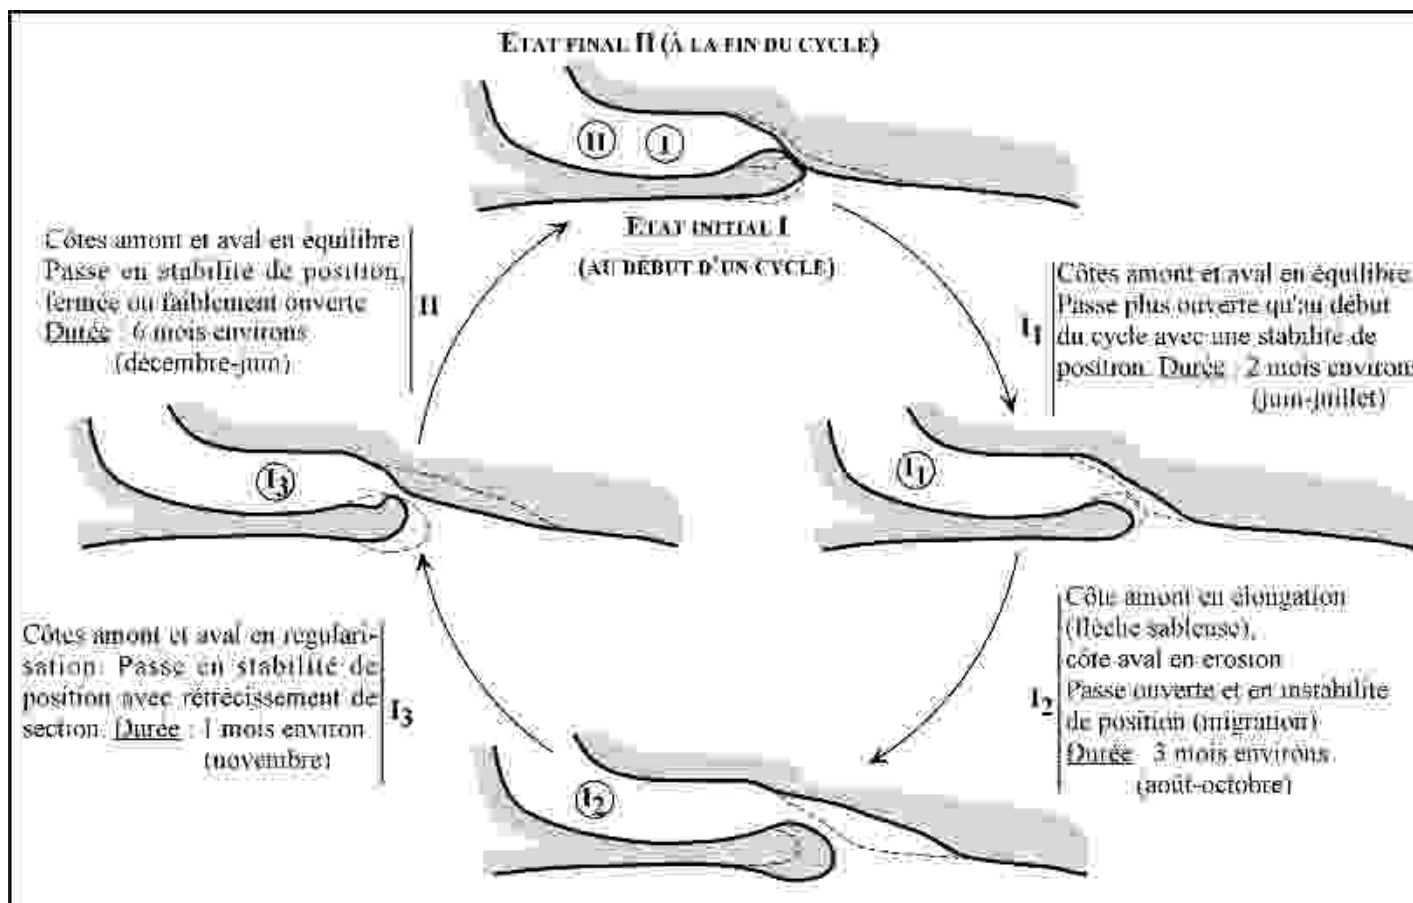 ETAT FINAL II (À LA FIN DU CYCLE)
II I
ETAT INITIAL I
(AU DÉBUT D'UN CYCLE)
Côtes amont et aval en équilibre
Passe en stabilité de position,
fermée ou faiblement ouverte
Durée : 6 mois environs
(décembre-juin)
II
I1
Côtes amont et aval en équilibre.
Passe plus ouverte qu'au début
du cycle avec une stabilité de
position. Durée : 2 mois environs
(juin-juillet)
I3
I1
Côtes amont et aval en regulari-
sation. Passe en stabilité de
position avec rétrécissement de
section. Durée : 1 mois environ
(novembre)
I3
I2
Côte amont en élongation
(flèche sableuse),
côte aval en erosion
Passe ouverte et en instabilite
de position (migration)
Durée : 3 mois environs.
(août-octobre)
I2